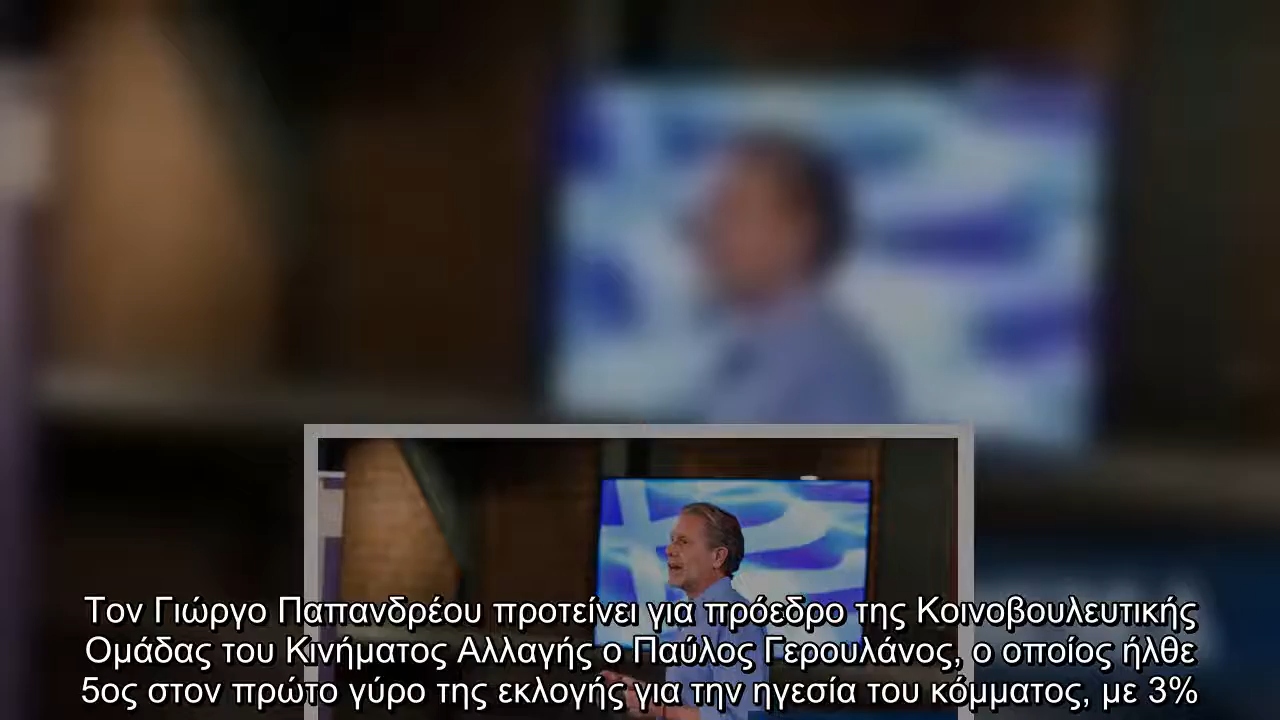 Τον Γιώργο Παπανδρέου προτείνει για πρόεδρο της Κοινοβουλευτικής
Ομάδας του Κινήματος Αλλαγής ο Παύλος Γερουλάνος, ο οποίος ήλθε
5ος στον πρώτο γύρο της εκλογής για την ηγεσία του κόμματος, με 3%